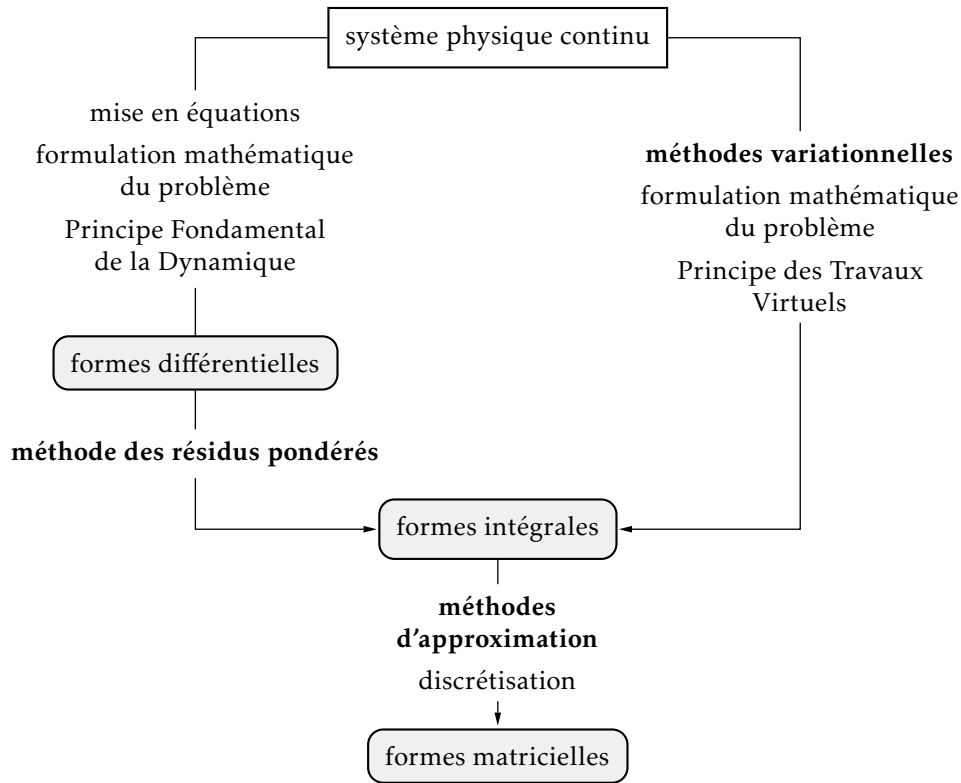 système physique continu
mise en équations
formulation mathématique
du problème
Principe Fondamental
de la Dynamique
formes différentielles
méthode des résidus pondérés
méthodes variationnelles
formulation mathématique
du problème
Principe des Travaux
Virtuels
formes intégrales
méthodes
d'approximation
discrétisation
formes matricielles